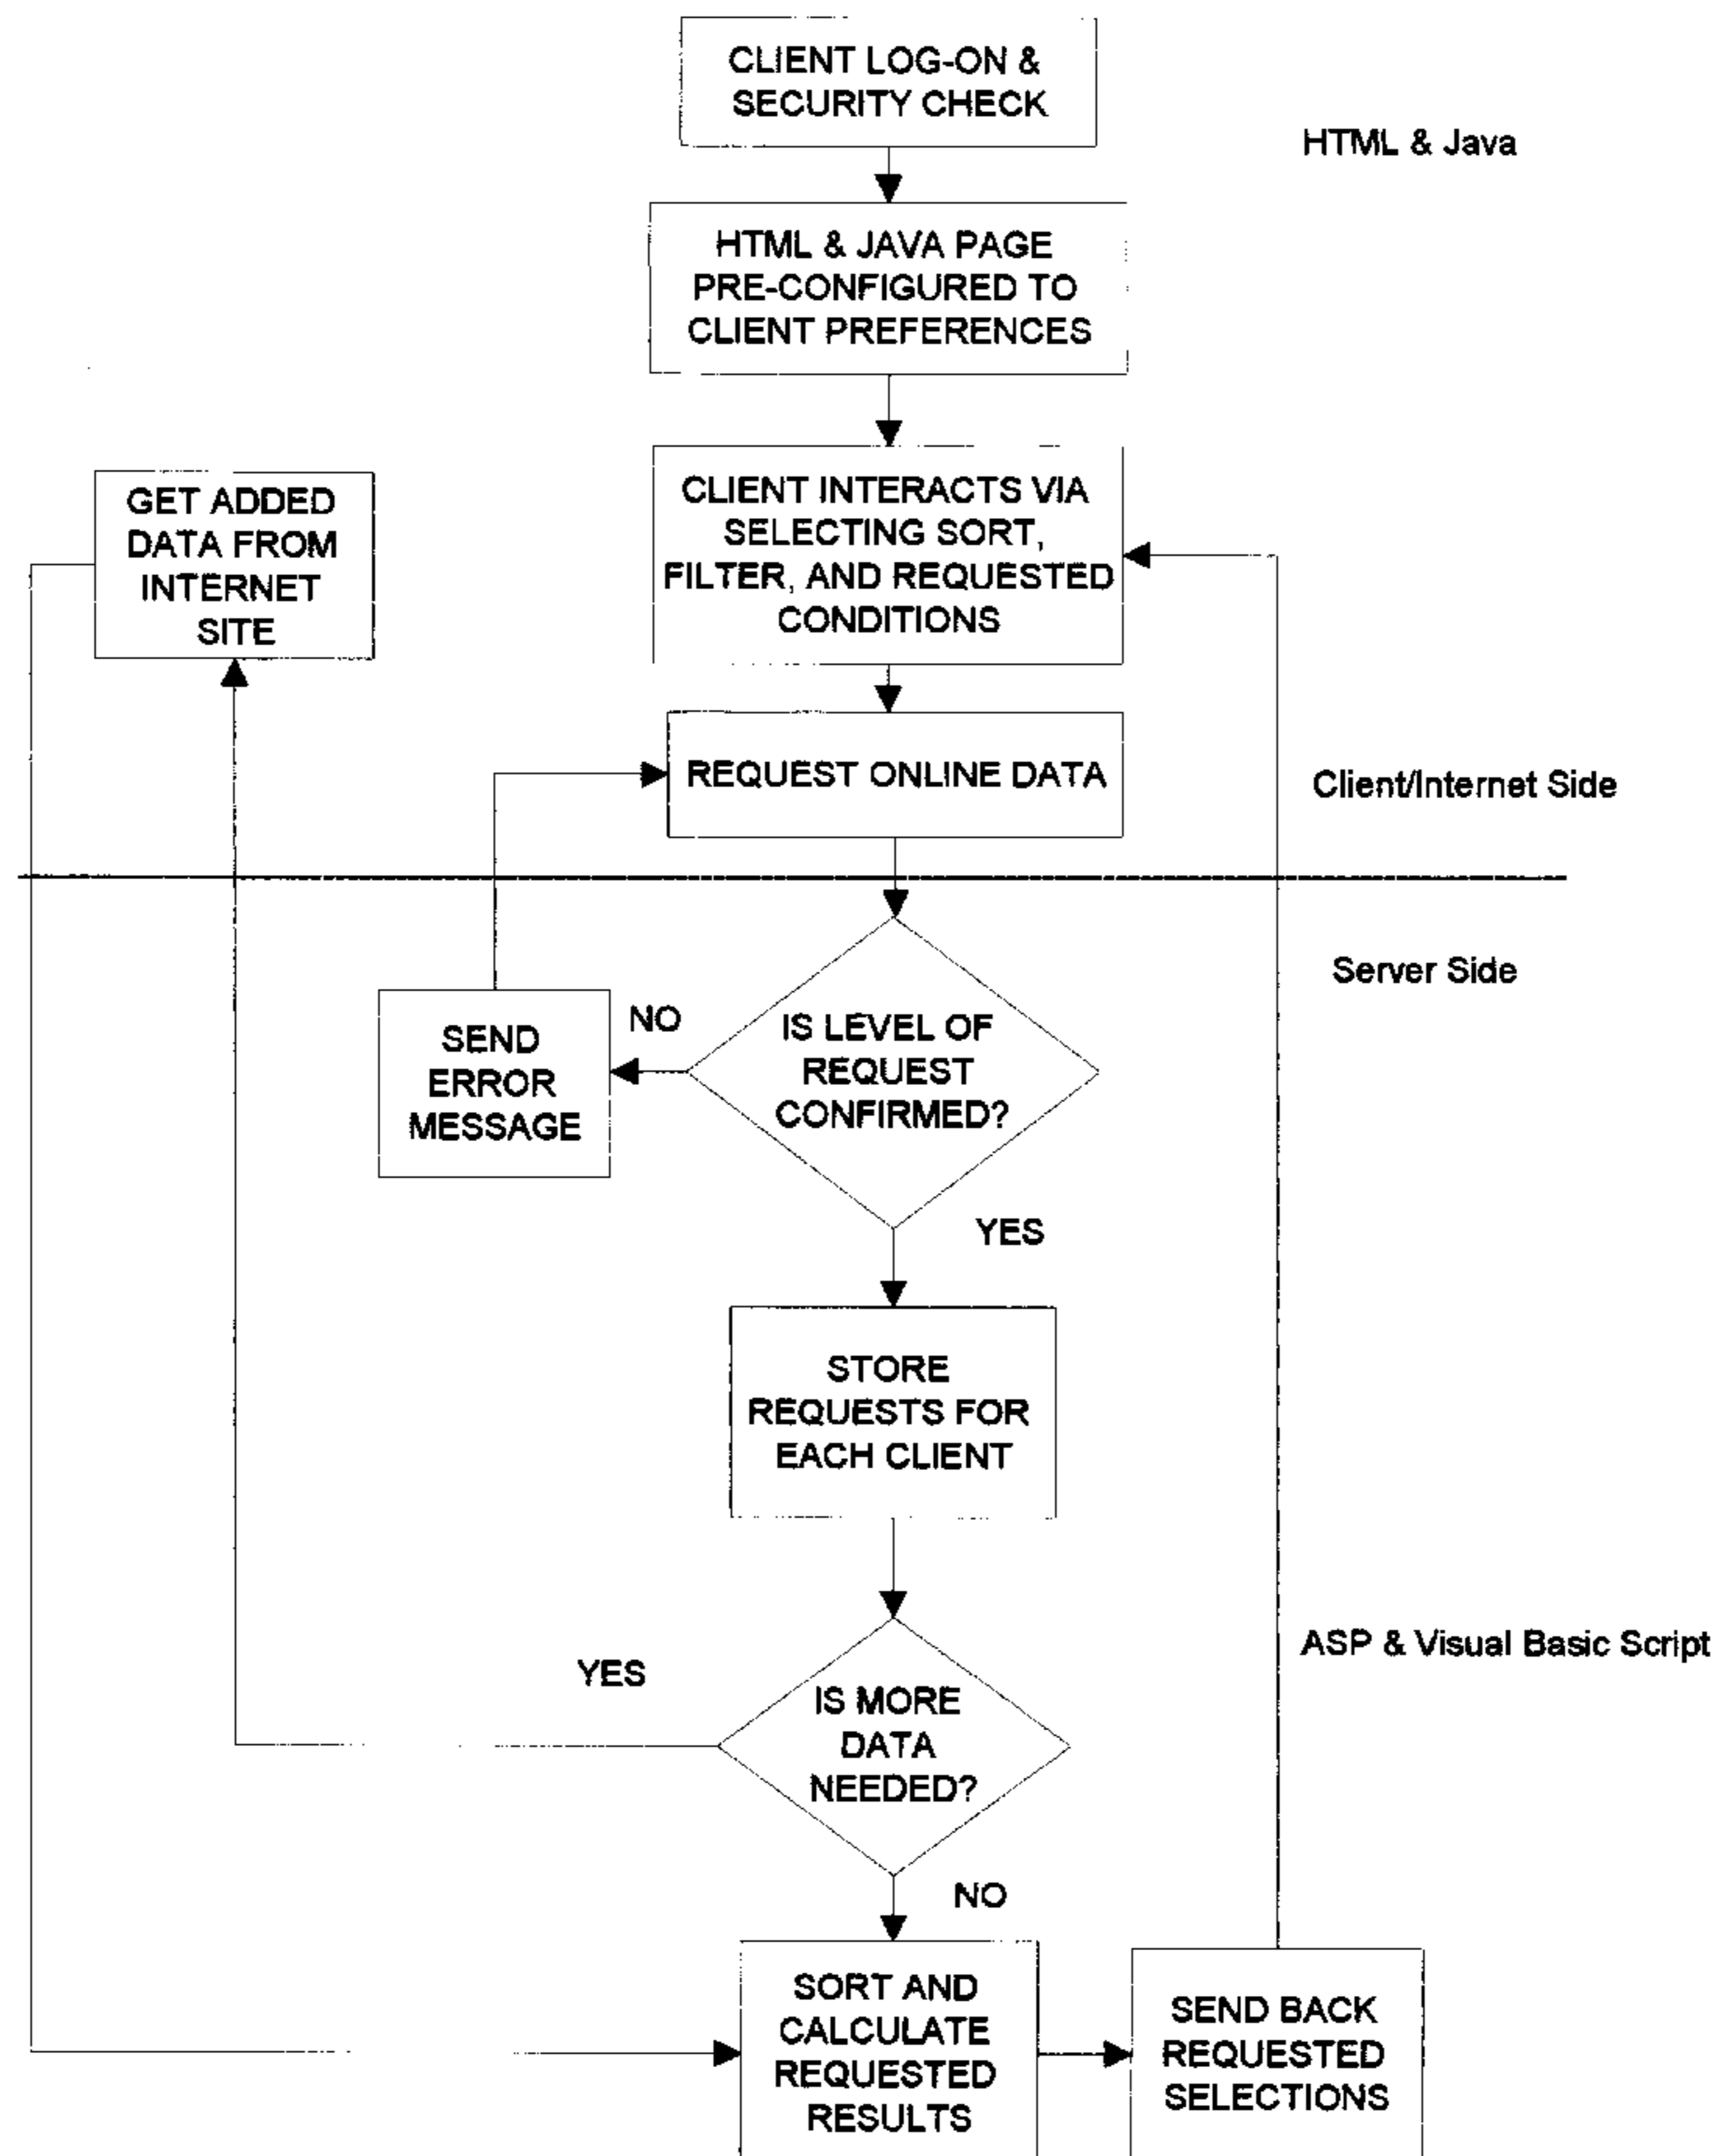 CLIENT LOG-ON &
SECURITY CHECK
HTML & Java
HTML & JAVA PAGE
PRE-CONFIGURED TO
CLIENT PREFERENCES
GET ADDED
DATA FROM
INTERNET
SITE
CLIENT INTERACTS VIA
SELECTING SORT,
FILTER, AND REQUESTED
CONDITIONS
REQUEST ONLINE DATA
Client/Internet Side
Server Side
SEND
ERROR
MESSAGE
NO
IS LEVEL OF
REQUEST
CONFIRMED?
YES
STORE
REQUESTS FOR
EACH CLIENT
ASP & Visual Basic Script
YES
IS MORE
DATA
NEEDED?
NO
SORT AND
CALCULATE
REQUESTED
RESULTS
SEND BACK
REQUESTED
SELECTIONS